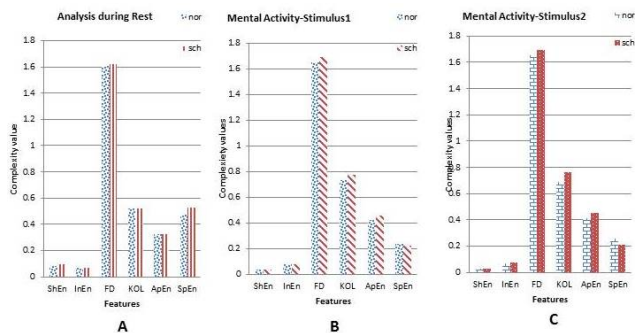 Analysis during Rest
nor
sch
Complexity value
1.8
1.6
1.4
1.2
1
0.8
0.6
0.4
0.2
0
ShEn InEn FD KOL ApEn SpEn
Features
A
Mental Activity-Stimulus1
nor
sch
Complexiety values
1.8
1.6
1.4
1.2
1
0.8
0.6
0.4
0.2
0
ShEn InEn FD KOL ApEn SpEn
Features
B
Mental Activity-Stimulus2
nor
sch
Complexity values
1.8
1.6
1.4
1.2
1
0.8
0.6
0.4
0.2
0
ShEn InEn FD KOL ApEn SpEn
Features
C